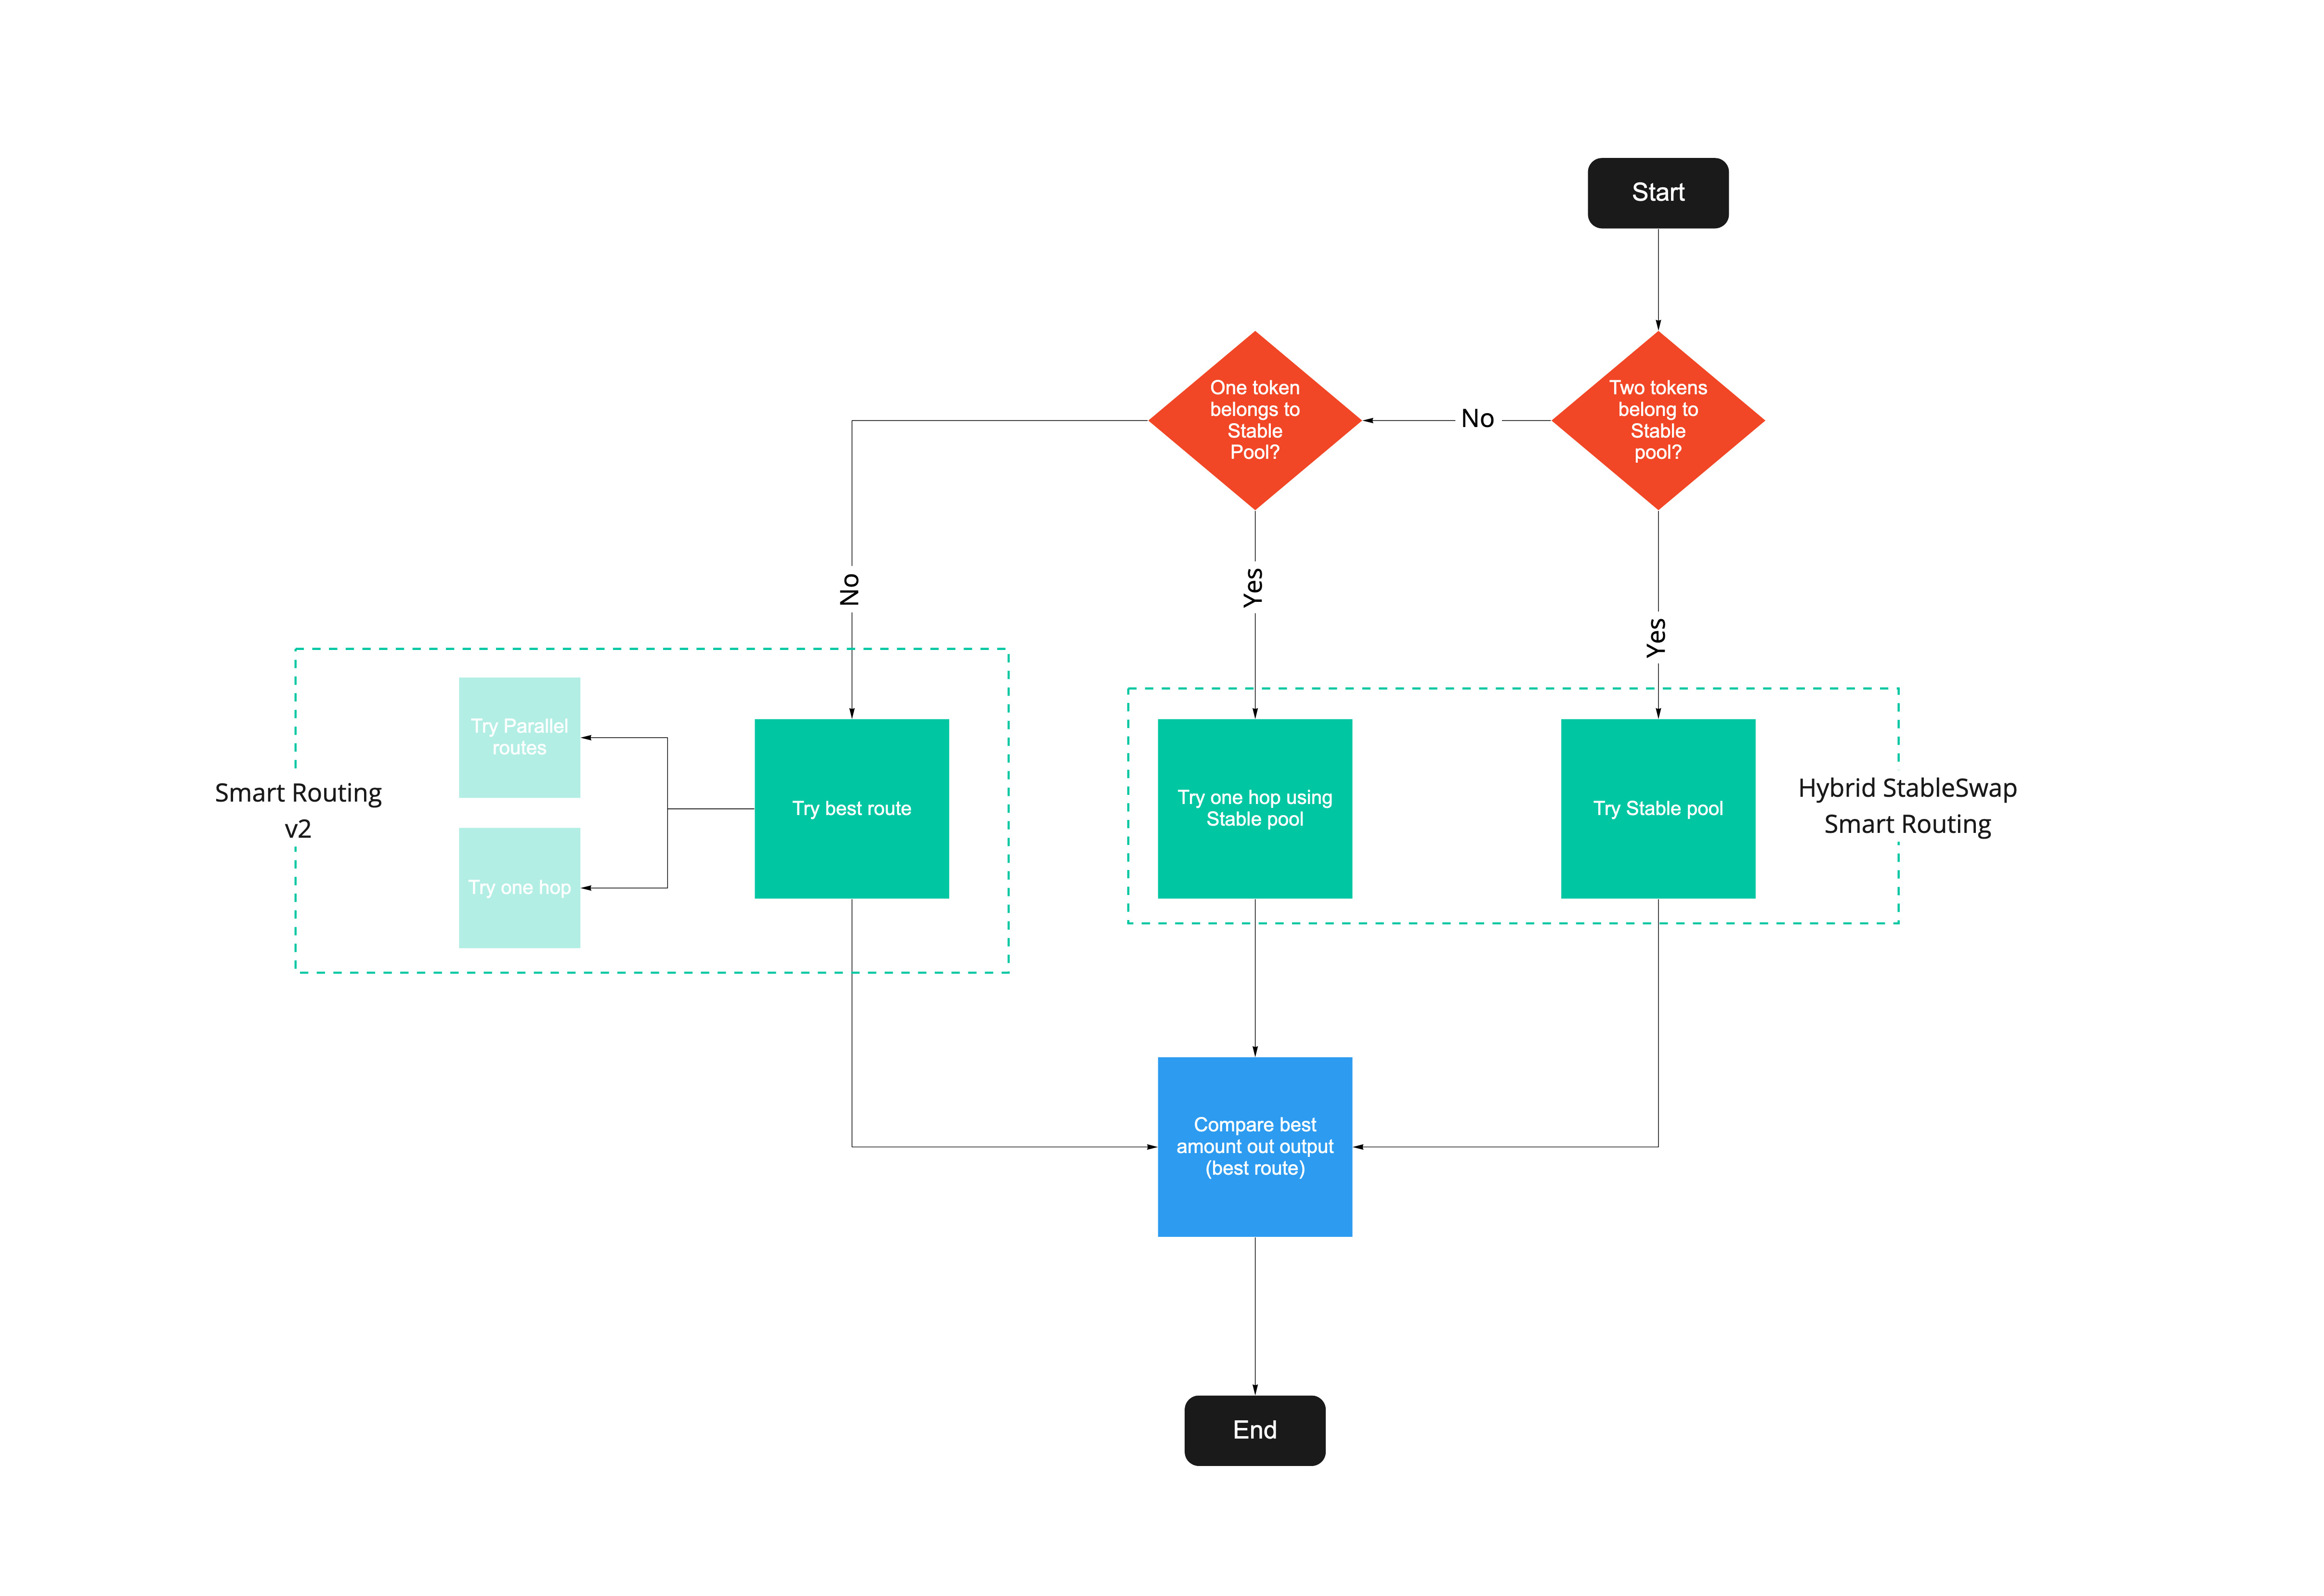 Start
One token
belongs to
Stable
Pool?
No
Two tokens
belong to
Stable
pool?
No
Yes
Yes
Try Parallel
routes
Smart Routing
v2
Try one hop
Try best route
Try one hop using
Stable pool
Try Stable pool
Hybrid StableSwap
Smart Routing
Compare best
amount out output
(best route)
End